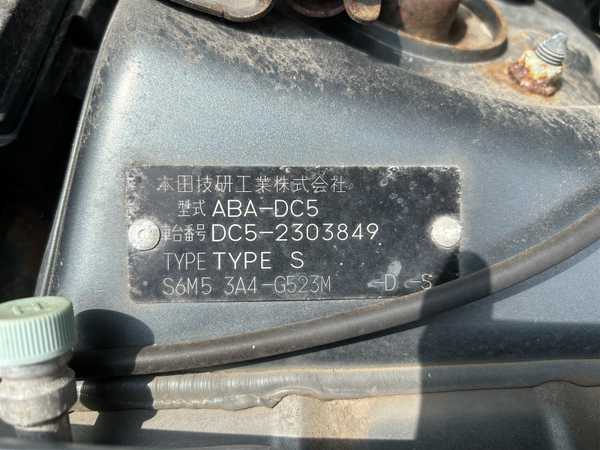 本田技研工業株式会社
型式 ABA-DC5
車台番号 DC5-2303849
TYPE TYPE S
S6M5 3A4-G523M -D -S